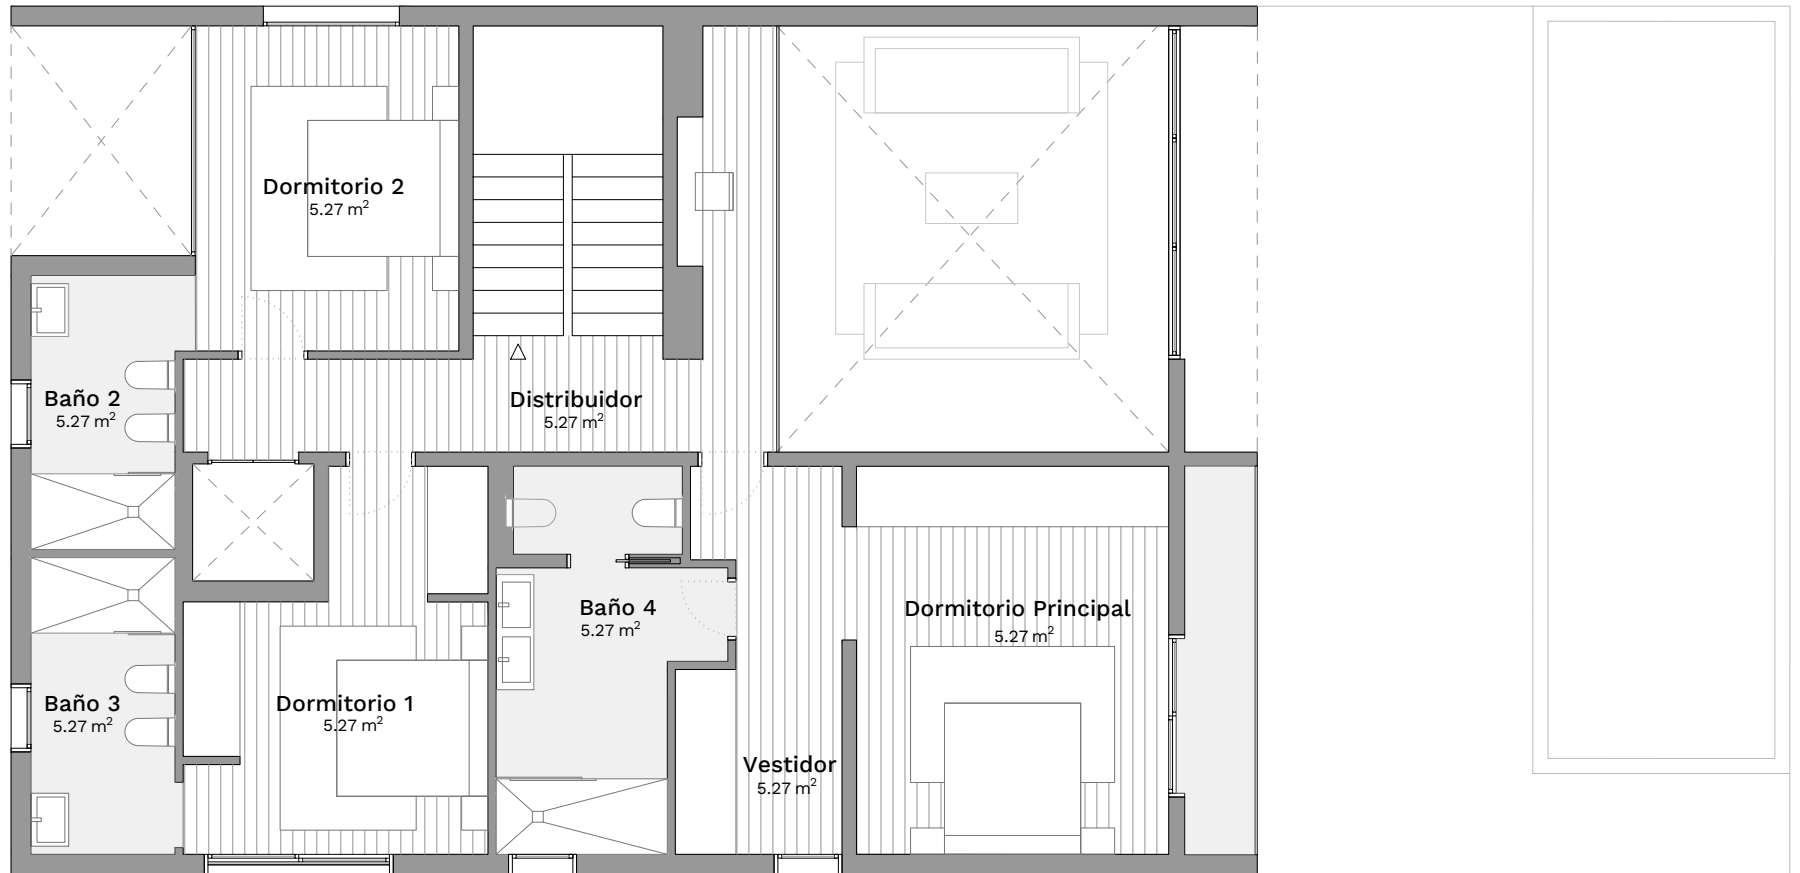 Dormitorio 2
5.27 m²
Baño 2
5.27 m²
Distribuidor
5.27 m²
Baño 4
5.27 m²
Dormitorio Principal
5.27 m²
Baño 3
5.27 m²
Dormitorio 1
5.27 m²
Vestidor
5.27 m²